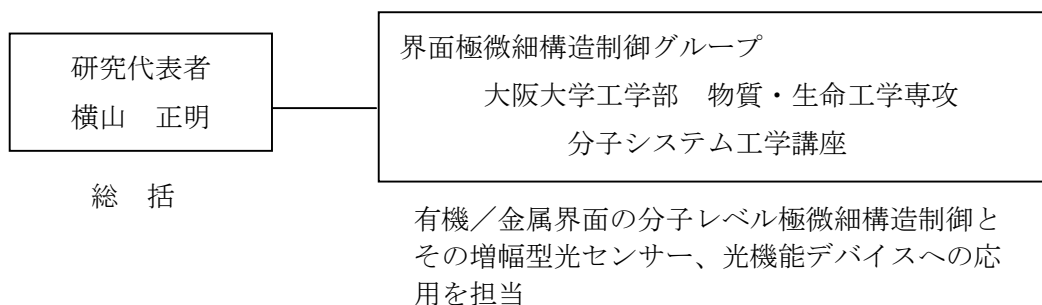 研究代表者
横山　正明
総　括
界面極微細構造制御グループ
大阪大学工学部　物質・生命工学専攻
分子システム工学講座
有機／金属界面の分子レベル極微細構造制御と
その増幅型光センサー、光機能デバイスへの応
用を担当